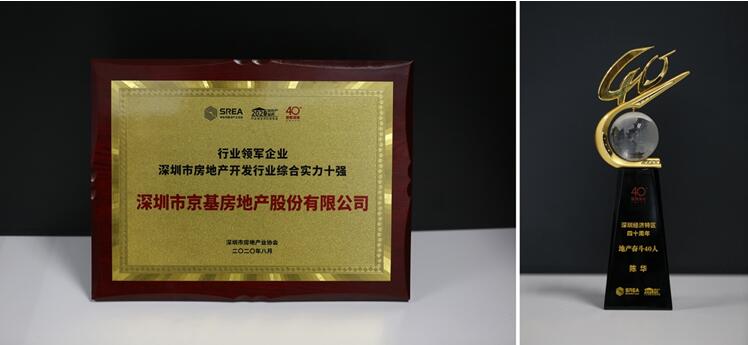 SREA
2020
40
行业领军企业
深圳市房地产开发行业综合实力十强
深圳市京基房地产股份有限公司
深圳市房地产业协会
二〇二〇年八月
40
深圳经济特区
四十周年
地产奋斗40人
陈 华
SREA